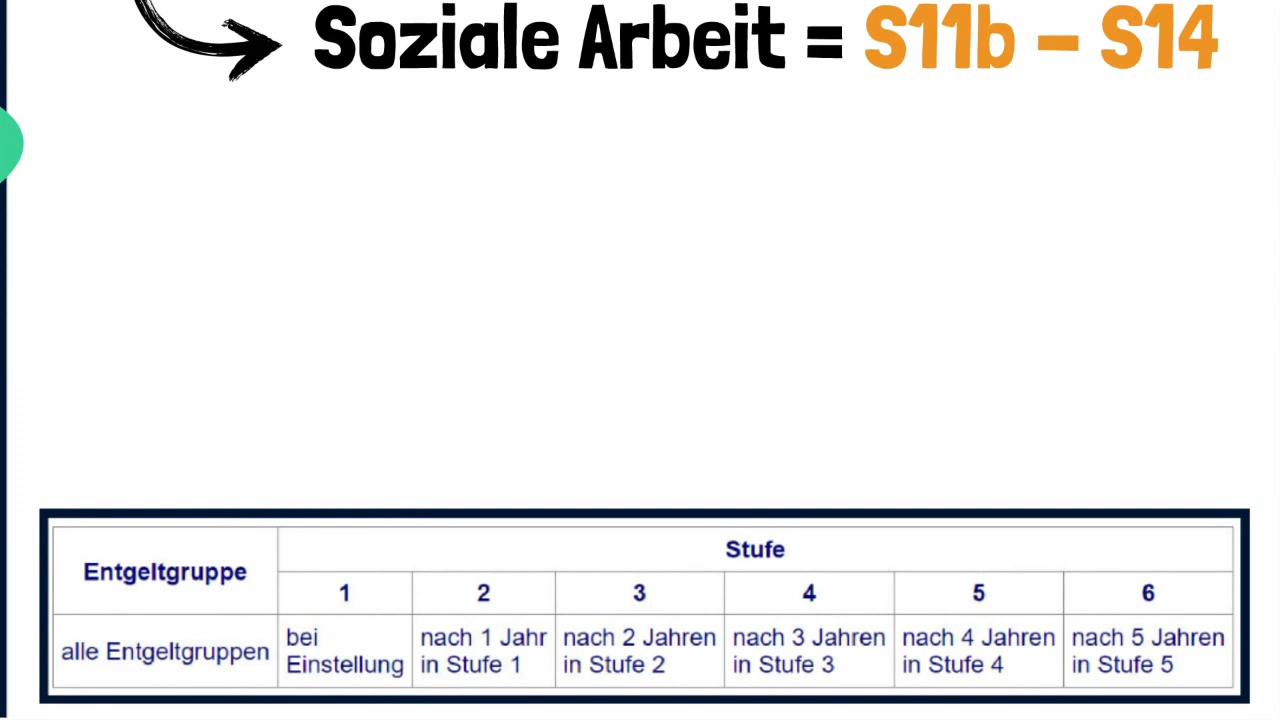 Soziale Arbeit = S11b – S14
Entgeltgruppe
Stufe
1 2 3 4 5 6
alle Entgeltgruppen
bei
Einstellung
nach 1 Jahr
in Stufe 1
nach 2 Jahren
in Stufe 2
nach 3 Jahren
in Stufe 3
nach 4 Jahren
in Stufe 4
nach 5 Jahren
in Stufe 5